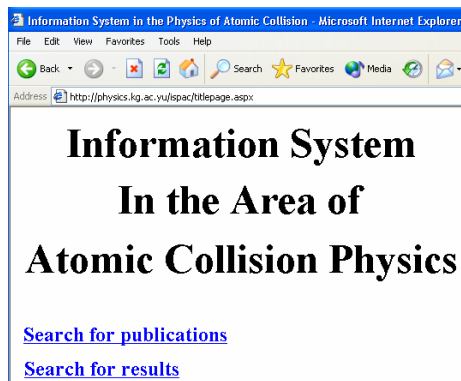 Information System in the Physics of Atomic Collision - Microsoft Internet Explorer
File Edit View Favorites Tools Help
Back Search Favorites Media
Address http://physics.kg.ac.yu/ispac/titlepage.aspx
Information System
In the Area of
Atomic Collision Physics
Search for publications
Search for results